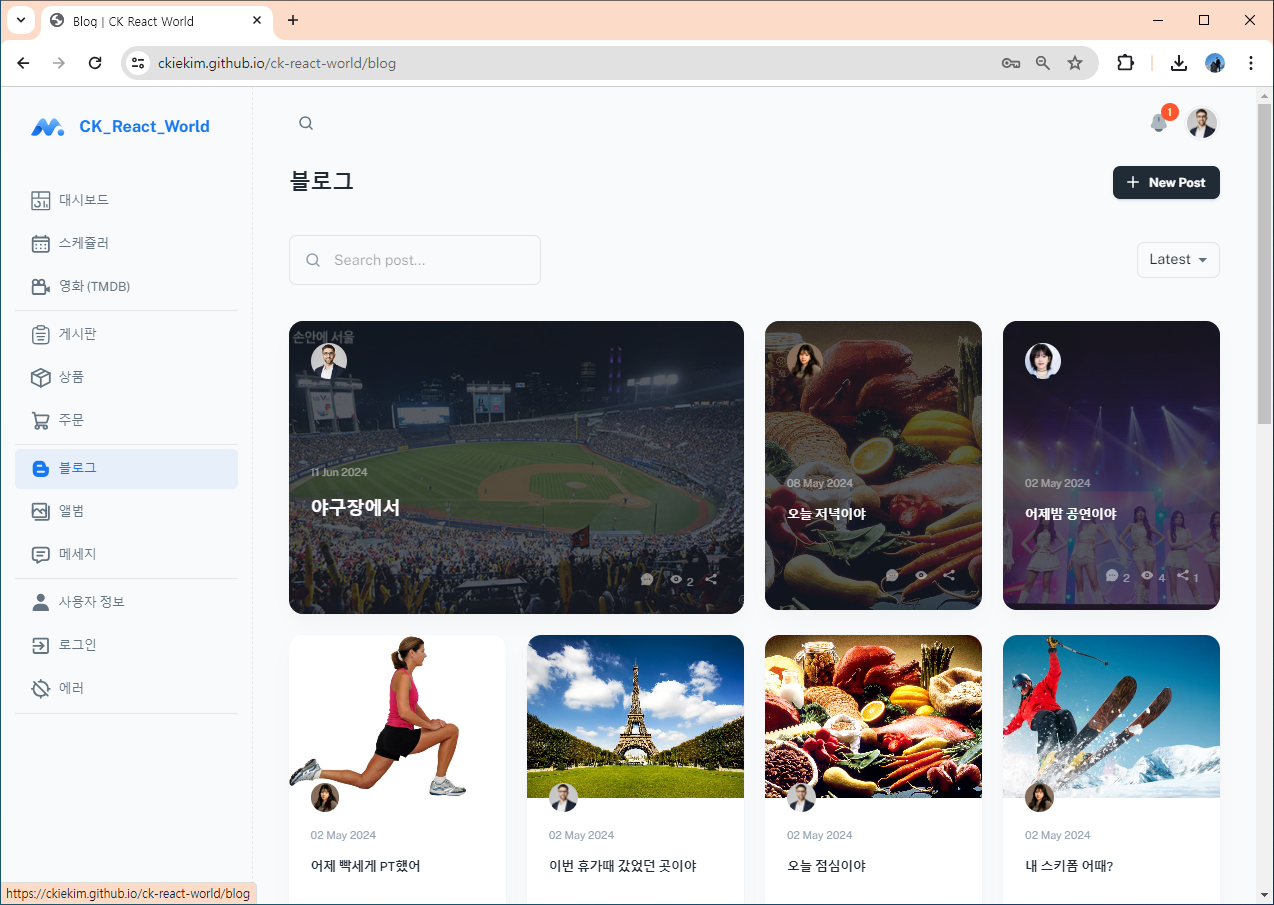 Blog | CK React World
ckiekim.github.io/ck-react-world/blog
CK_React_World
1
대시보드
스케쥴러
영화 (TMDB)
게시판
상품
주문
블로그
앨범
메세지
사용자 정보
로그인
에러
블로그
New Post
Search post...
Latest
손안에 서울
11 Jun 2024
야구장에서
2
08 May 2024
오늘 저녁이야
02 May 2024
어제밤 공연이야
2 4 1
02 May 2024
어제 빡세게 PT했어
02 May 2024
이번 휴가때 갔었던 곳이야
02 May 2024
오늘 점심이야
02 May 2024
내 스키폼 어때?
https://ckiekim.github.io/ck-react-world/blog